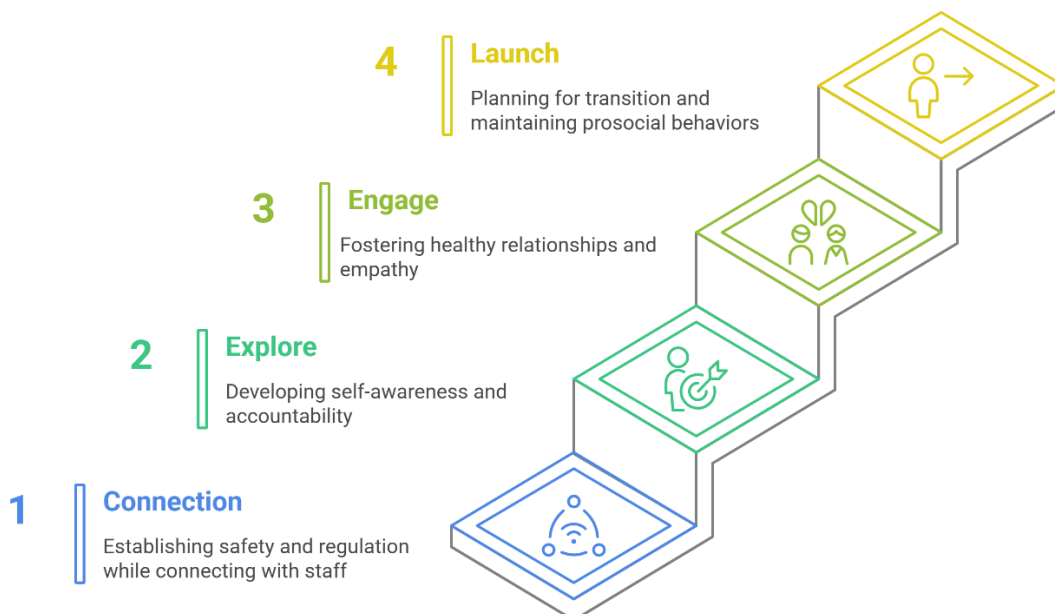 4
Launch
Planning for transition and
maintaining prosocial behaviors
3
Engage
Fostering healthy relationships and
empathy
2
Explore
Developing self-awareness and
accountability
1
Connection
Establishing safety and regulation
while connecting with staff